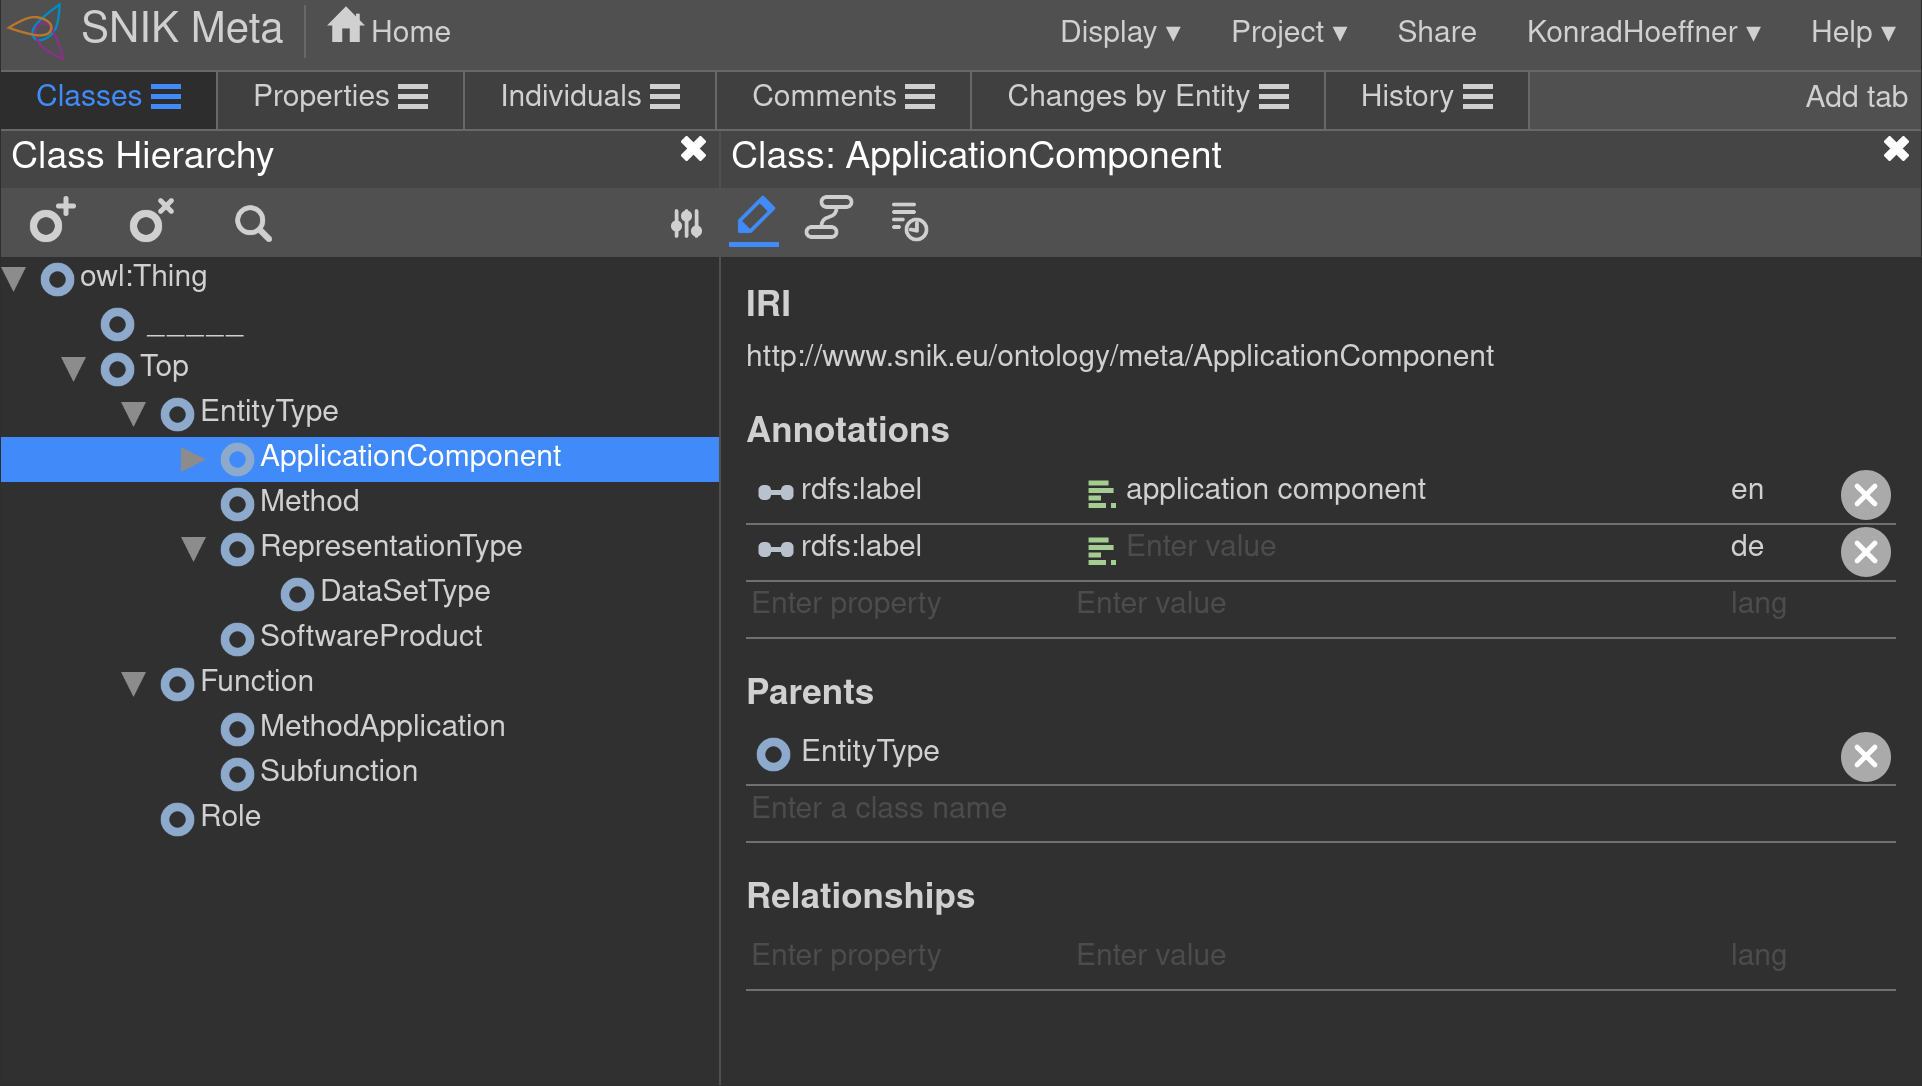 SNIK Meta Home Display ▾ Project ▾ Share KonradHoeffner ▾ Help ▾
Classes Properties Individuals Comments Changes by Entity History Add tab
Class Hierarchy
owl:Thing
_____
Top
EntityType
ApplicationComponent
Method
RepresentationType
DataSetType
SoftwareProduct
Function
MethodApplication
Subfunction
Role
Class: ApplicationComponent
IRI
http://www.snik.eu/ontology/meta/ApplicationComponent
Annotations
rdfs:label application component en
rdfs:label Enter value de
Enter property Enter value lang
Parents
EntityType
Enter a class name
Relationships
Enter property Enter value lang